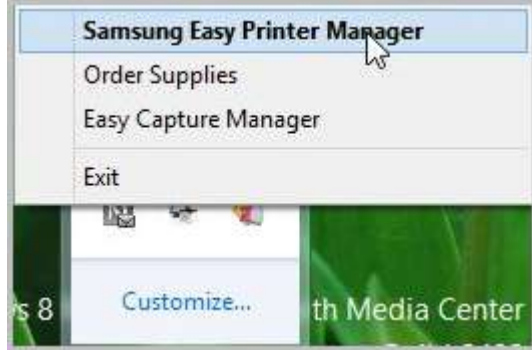 Samsung Easy Printer Manager
Order Supplies
Easy Capture Manager
Exit
s 8
Customize...
th Media Center